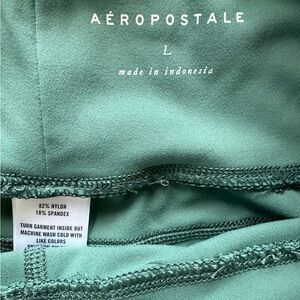 AÉROPOSTALE
L
made in indonesia
82% NYLON
18% SPANDEX
TURN GARMENT INSIDE OUT
MACHINE WASH COLD WITH
LIKE COLORS